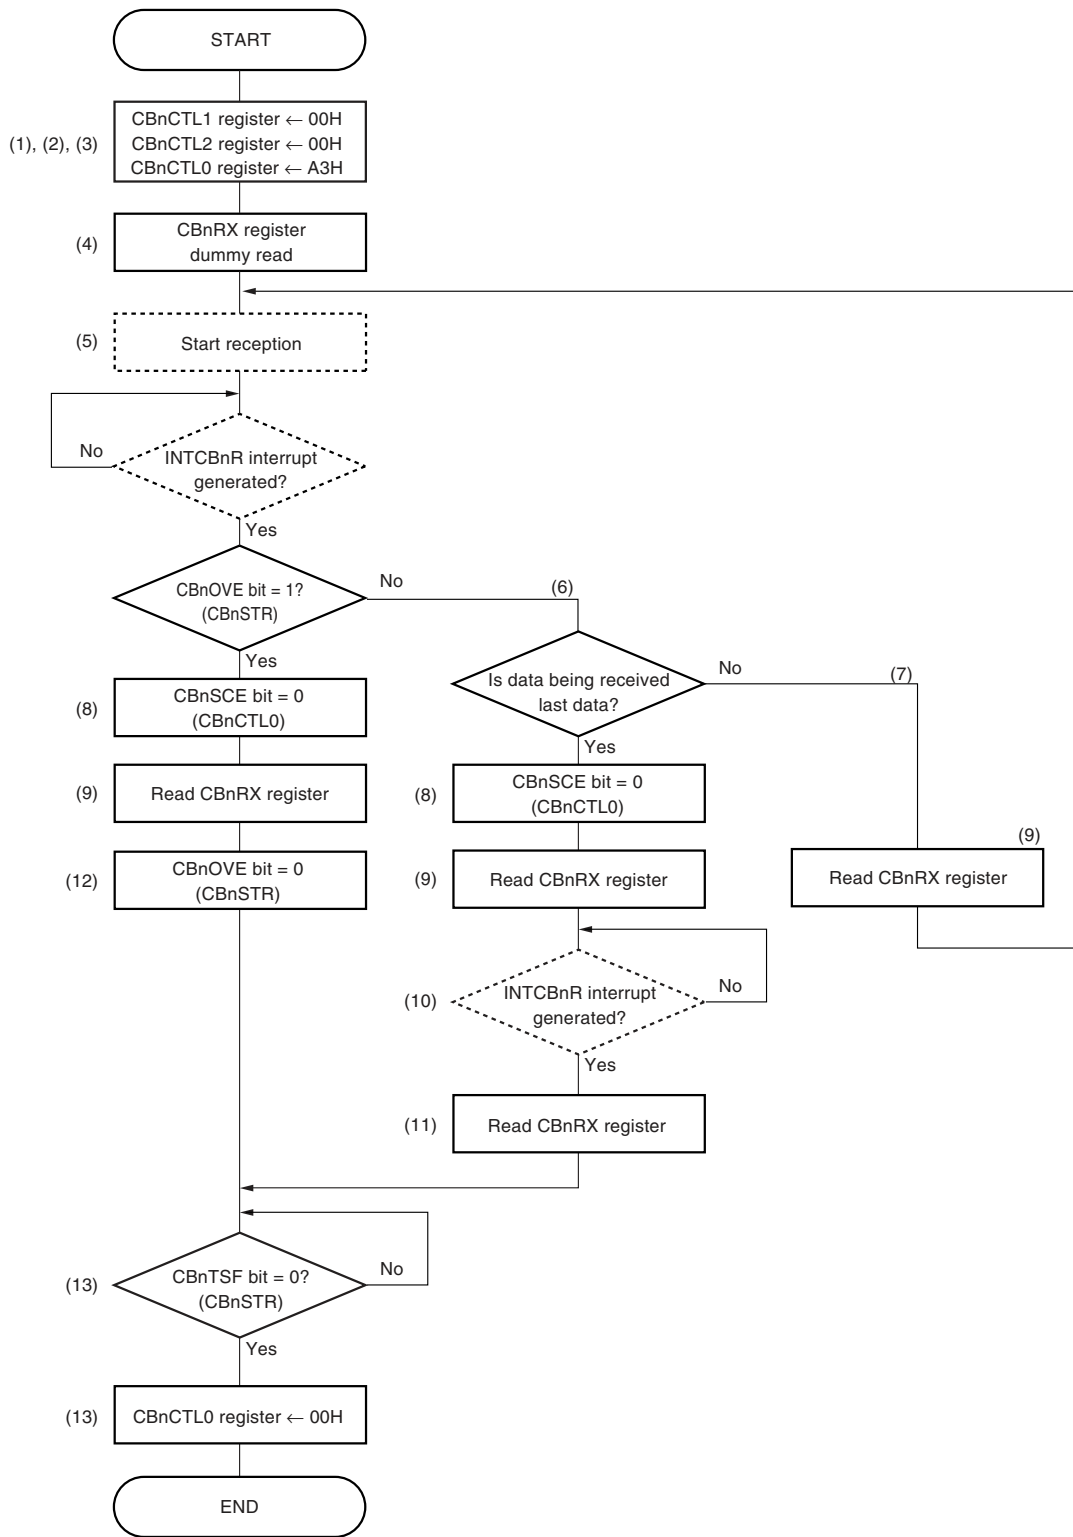 START
(1), (2), (3)
CBnCTL1 register ← 00H
CBnCTL2 register ← 00H
CBnCTL0 register ← A3H
(4)
CBnRX register
dummy read
(5)
Start reception
No
INTCBnR interrupt
generated?
Yes
CBnOVE bit = 1?
(CBnSTR)
No
(6)
Yes
Is data being received
last data?
No
(7)
Yes
(8)
CBnSCE bit = 0
(CBnCTL0)
(9)
Read CBnRX register
(12)
CBnOVE bit = 0
(CBnSTR)
(8)
CBnSCE bit = 0
(CBnCTL0)
(9)
Read CBnRX register
(9)
Read CBnRX register
(10)
INTCBnR interrupt
generated?
No
Yes
(11)
Read CBnRX register
(13)
CBnTSF bit = 0?
(CBnSTR)
No
Yes
(13)
CBnCTL0 register ← 00H
END